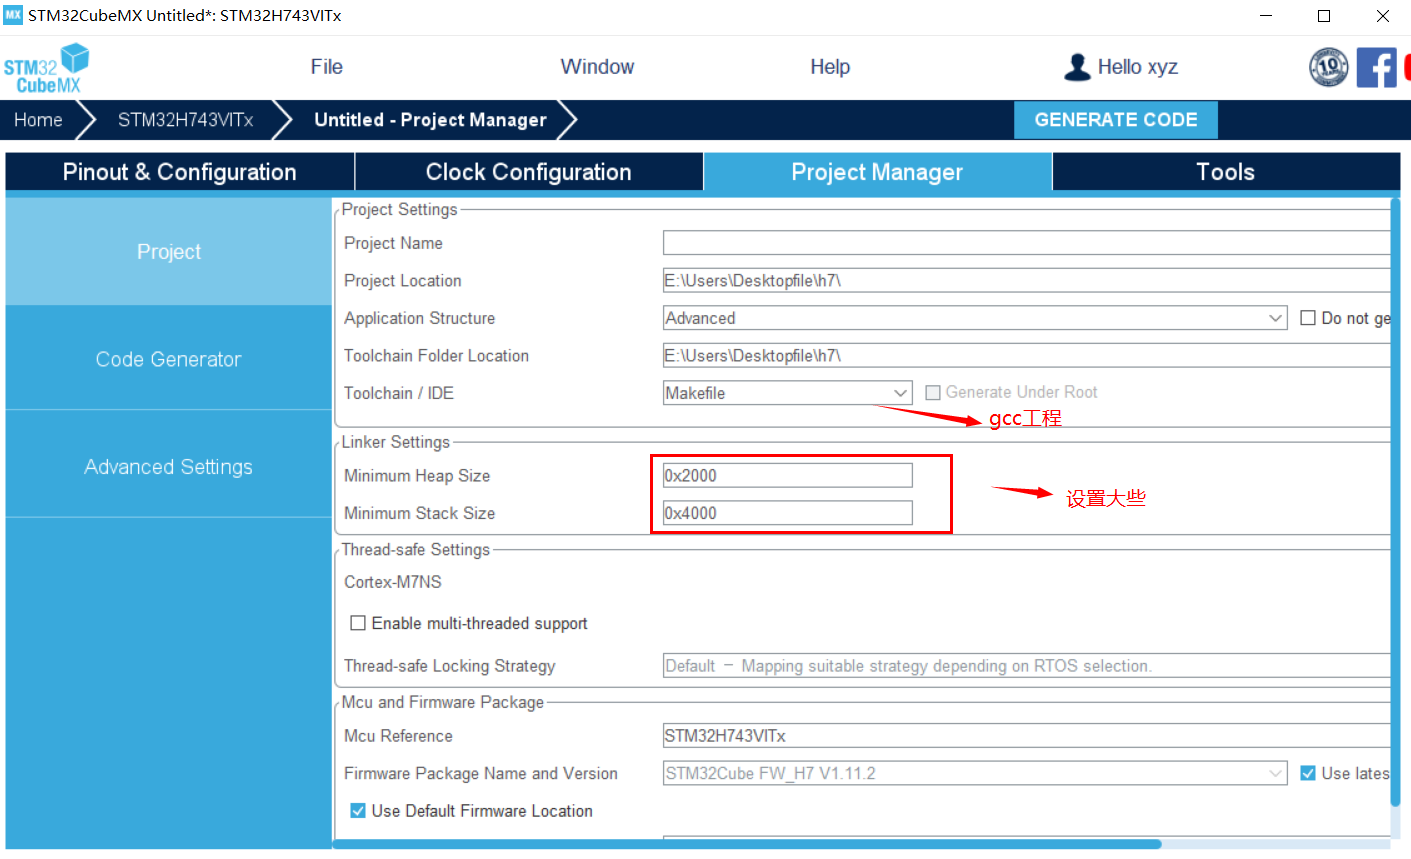 MX STM32CubeMX Untitled*: STM32H743VITx
STM32 CubeMX
File Window Help Hello xyz
10
Home STM32H743VITx Untitled - Project Manager GENERATE CODE
Pinout & Configuration Clock Configuration Project Manager Tools
Project
Code Generator
Advanced Settings
Project Settings
Project Name
Project Location E:\Users\Desktopfile\h7\
Application Structure Advanced Do not ge
Toolchain Folder Location E:\Users\Desktopfile\h7\
Toolchain / IDE Makefile Generate Under Root
gcc工程
Linker Settings
Minimum Heap Size 0x2000
设置大些
Minimum Stack Size 0x4000
Thread-safe Settings
Cortex-M7NS
Enable multi-threaded support
Thread-safe Locking Strategy Default - Mapping suitable strategy depending on RTOS selection.
Mcu and Firmware Package
Mcu Reference STM32H743VITx
Firmware Package Name and Version STM32Cube FW_H7 V1.11.2 Use lates
Use Default Firmware Location